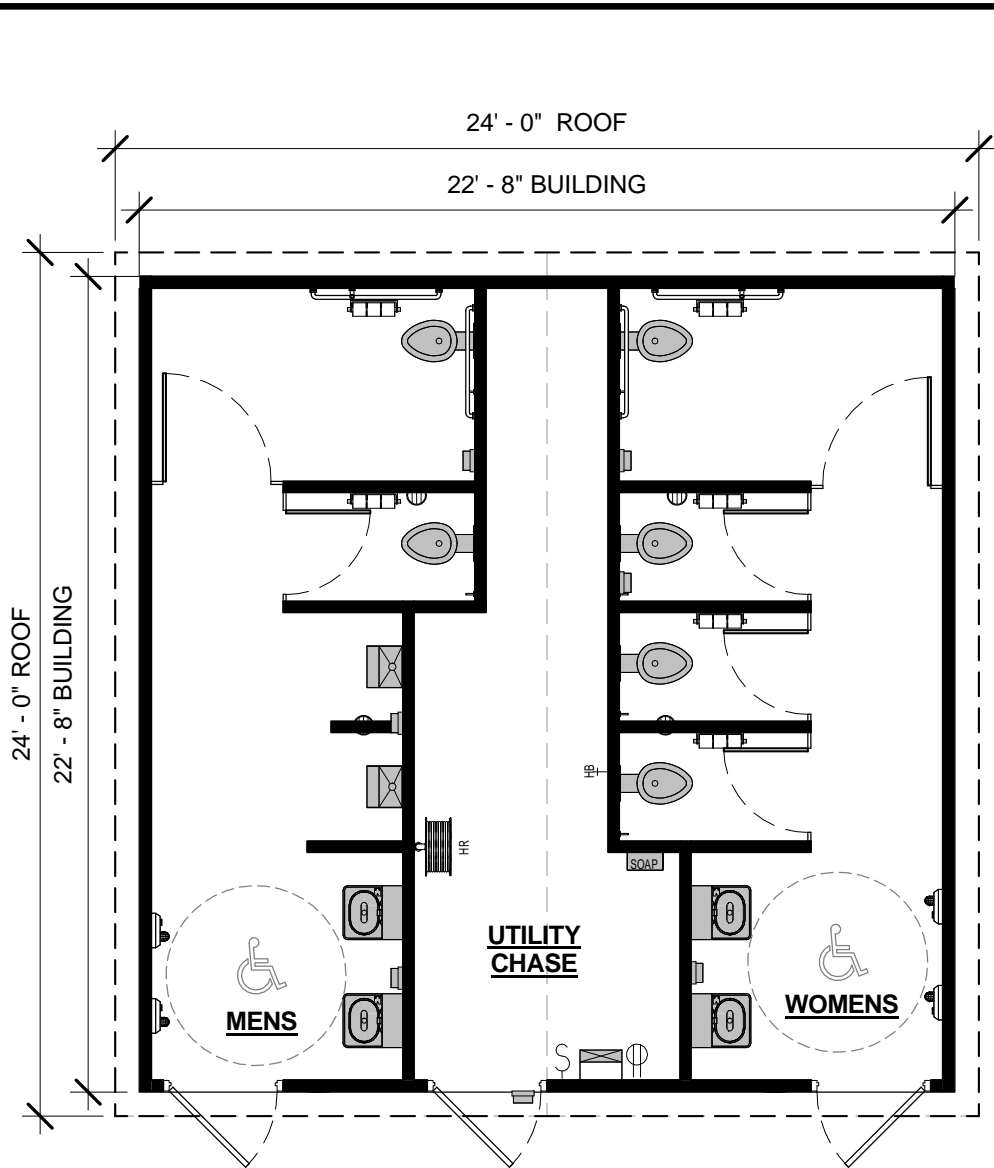 24' - 0" ROOF
22' - 8" BUILDING
24' - 0" ROOF
22' - 8" BUILDING
HB
HR
SOAP
UTILITY
CHASE
MENS
WOMENS
S